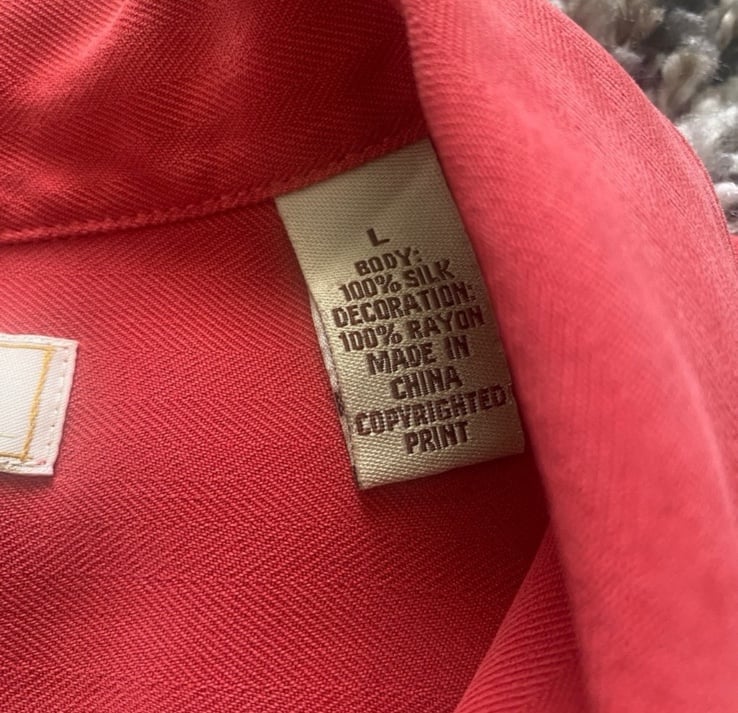 L
BODY:
100% SILK
DECORATION:
100% RAYON
MADE IN
CHINA
COPYRIGHTED
PRINT